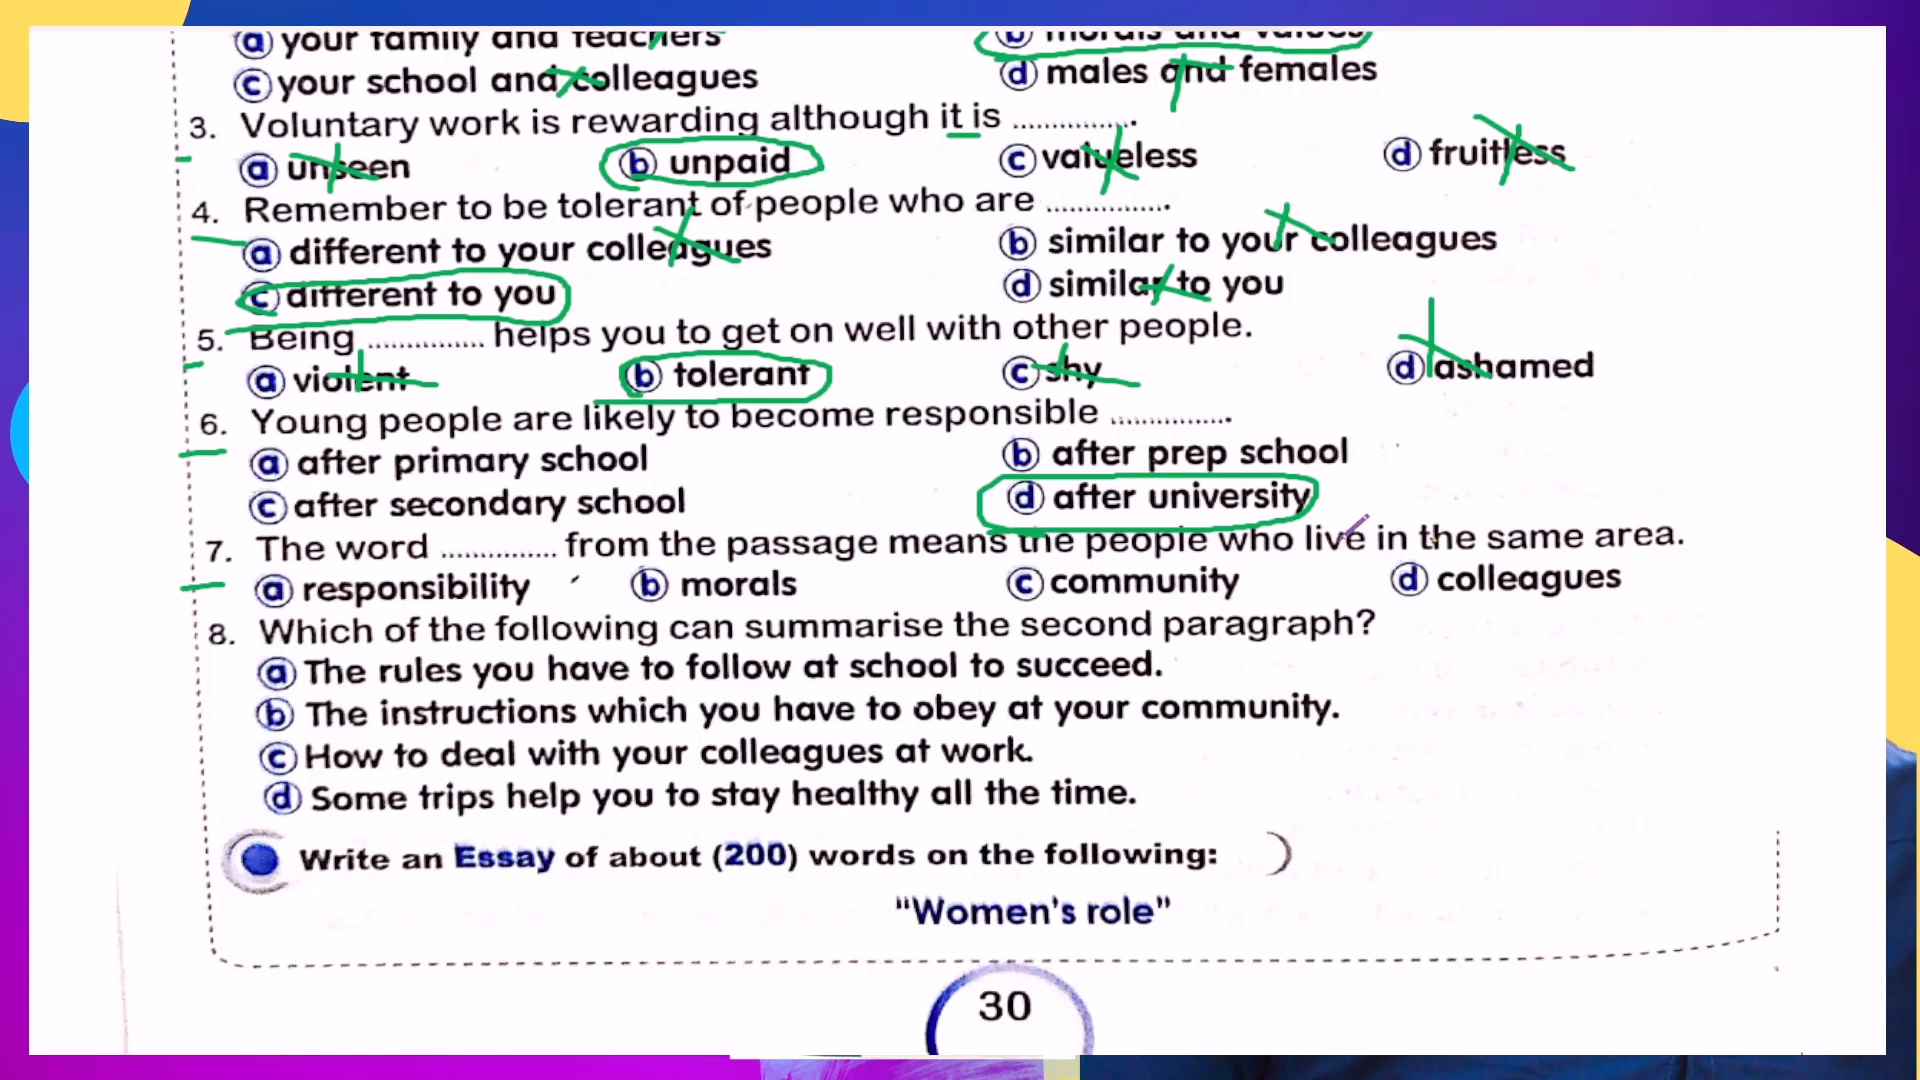 a your family and teachers b morals and values
c your school and colleagues d males and females
3. Voluntary work is rewarding although it is ...............
a unseen b unpaid c valueless d fruitless
4. Remember to be tolerant of people who are ...............
a different to your colleagues b similar to your colleagues
c different to you d similar to you
5. Being ............... helps you to get on well with other people.
a violent b tolerant c shy d ashamed
6. Young people are likely to become responsible ...............
a after primary school b after prep school
c after secondary school d after university
7. The word ............... from the passage means the people who live in the same area.
a responsibility b morals c community d colleagues
8. Which of the following can summarise the second paragraph?
a The rules you have to follow at school to succeed.
b The instructions which you have to obey at your community.
c How to deal with your colleagues at work.
d Some trips help you to stay healthy all the time.
Write an Essay of about (200) words on the following:
"Women's role"
30